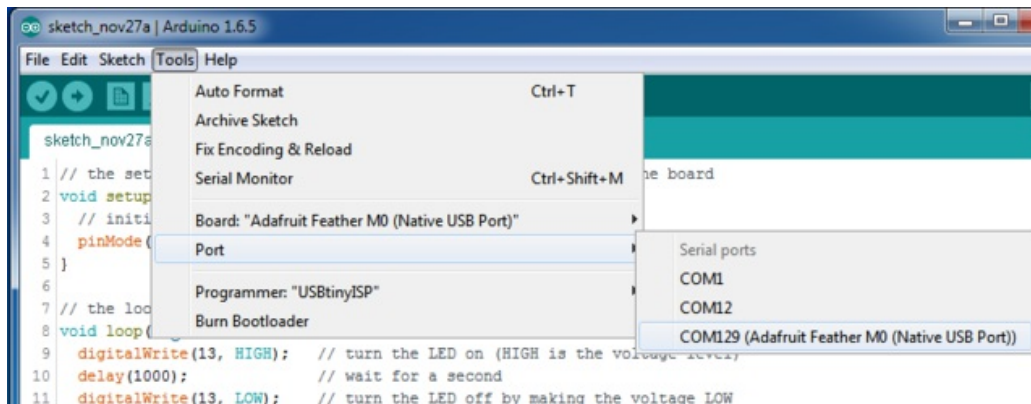 sketch_nov27a | Arduino 1.6.5
File Edit Sketch Tools Help
Auto Format Ctrl+T
sketch_nov27a
Archive Sketch
Fix Encoding & Reload
Serial Monitor Ctrl+Shift+M
Board: "Adafruit Feather M0 (Native USB Port)"
Port
Programmer: "USBtinyISP"
Burn Bootloader
Serial ports
COM1
COM12
COM129 (Adafruit Feather M0 (Native USB Port))
1 // the set he board
2 void setup
3 // initi
4 pinMode(
5 }
6
7 // the loo
8 void loop(
9 digitalWrite(13, HIGH); // turn the LED on (HIGH is the voltage level)
10 delay(1000); // wait for a second
11 digitalWrite(13, LOW); // turn the LED off by making the voltage LOW